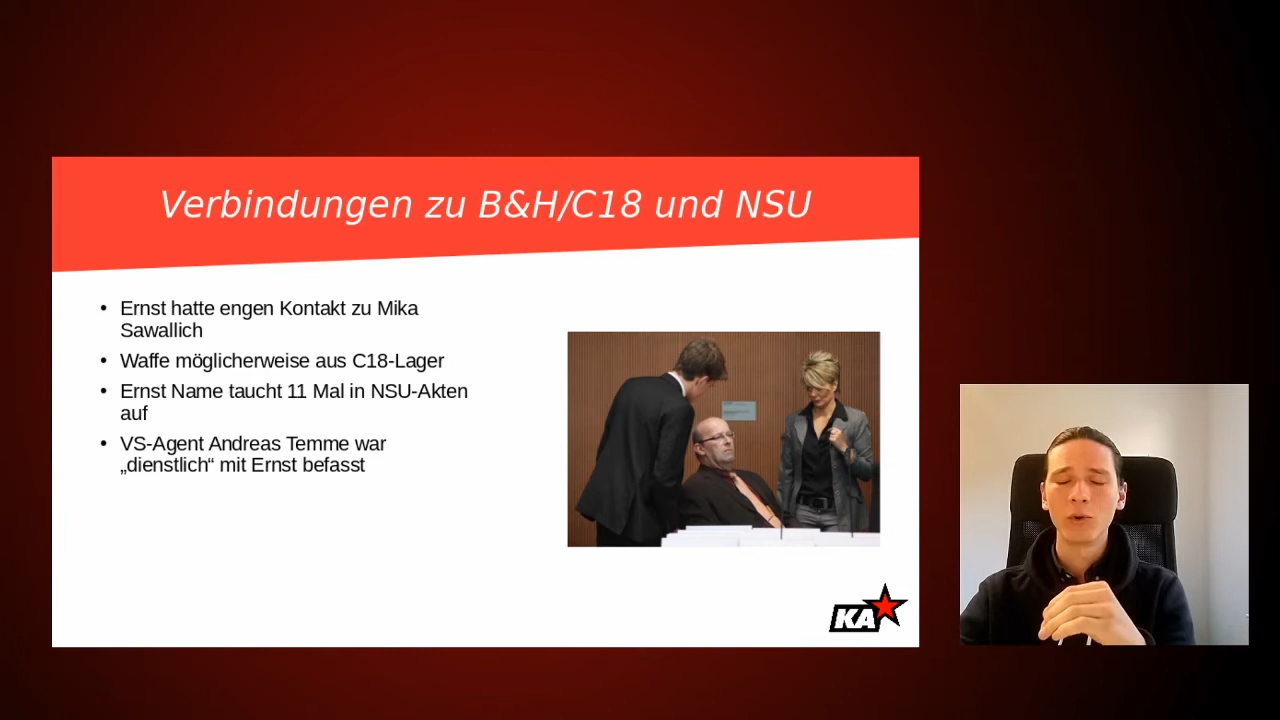 Verbindungen zu B&H/C18 und NSU
• Ernst hatte engen Kontakt zu Mika
Sawallich
• Waffe möglicherweise aus C18-Lager
• Ernst Name taucht 11 Mal in NSU-Akten
auf
• VS-Agent Andreas Temme war
„dienstlich“ mit Ernst befasst
KA